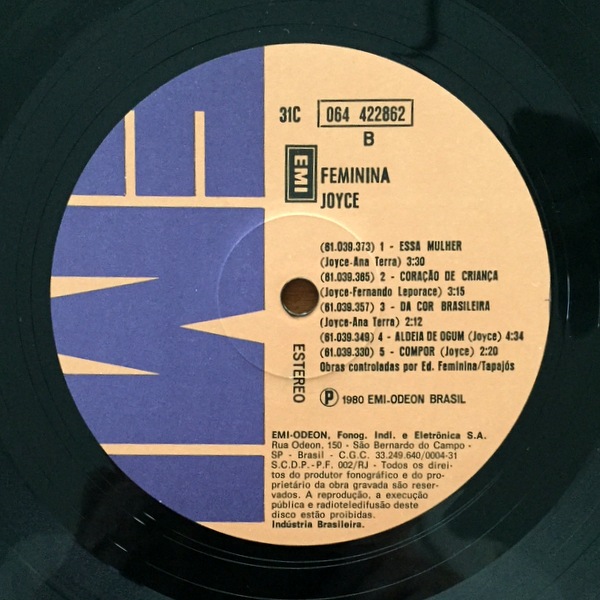 31C 064 422862
B
EMI
FEMININA
JOYCE
(61.039.373) 1 - ESSA MULHER
(Joyce-Ana Terra) 3:30
(61.039.365) 2 - CORAÇÃO DE CRIANÇA
(Joyce-Fernando Leporace) 3:15
(61.039.357) 3 - DA COR BRASILEIRA
(Joyce-Ana Terra) 2:12
(61.039.349) 4 - ALDEIA DE OGUM (Joyce) 4:34
(61.039.330) 5 - COMPOR (Joyce) 2:20
Obras controladas por Ed. Feminina/Tapajós
ESTEREO
Ⓟ 1980 EMI-ODEON BRASIL
EMI-ODEON, Fonog. Indl. e Eletrônica S.A.
Rua Odeon, 150 - São Bernardo do Campo -
SP - Brasil - C.G.C. 33.249.640/0004-31
S.C.D.P.-P.F. 002/RJ - Todos os direi-
tos do produtor fonográfico e do pro-
prietário da obra gravada são reser-
vados. A reprodução, a execução
pública e radioteledifusão deste
disco estão proibidas.
Indústria Brasileira.
EMI